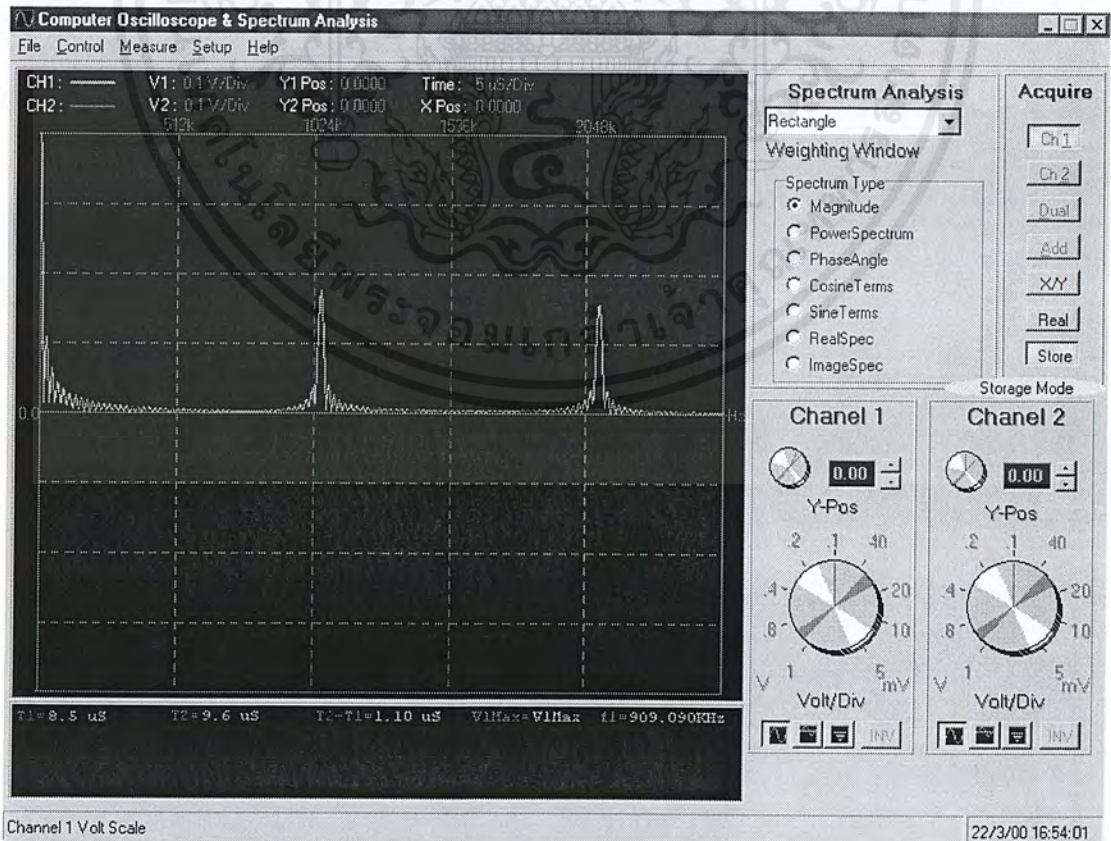 Computer Oscilloscope & Spectrum Analysis
File Control Measure Setup Help
CH1: V1: 0.1 V/Div Y1 Pos: 0.0000 Time: 5 uS/Div
CH2: V2: 0.1 V/Div Y2 Pos: 0.0000 X Pos: 0.0000
512k 1024k 1536k 2048k
0.0 Hz
T1=8.5 uS T2=9.6 uS T2-T1=1.10 uS V1Max=V1Max f1=909.090KHz
Spectrum Analysis
Rectangle
Weighting Window
Spectrum Type
Magnitude
PowerSpectrum
PhaseAngle
CosineTerms
SineTerms
RealSpec
ImageSpec
Acquire
Ch 1
Ch 2
Dual
Add
X/Y
Real
Store
Storage Mode
Chanel 1
0.00
Y-Pos
.2 .1 40
.4 20
.8 10
V 1 5 mV
Volt/Div
INV
Chanel 2
0.00
Y-Pos
.2 .1 40
.4 20
.8 10
V 1 5 mV
Volt/Div
INV
Channel 1 Volt Scale
22/3/00 16:54:01